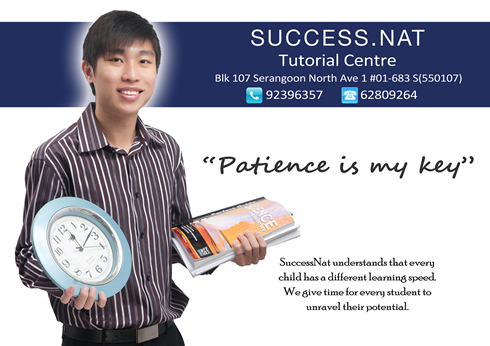 SUCCESS.NAT
Tutorial Centre
Blk 107 Serangoon North Ave 1 #01-683 S(550107)
92396357 62809264
"Patience is my key"
SuccessNat understands that every
child has a different learning speed.
We give time for every student to
unravel their potential.